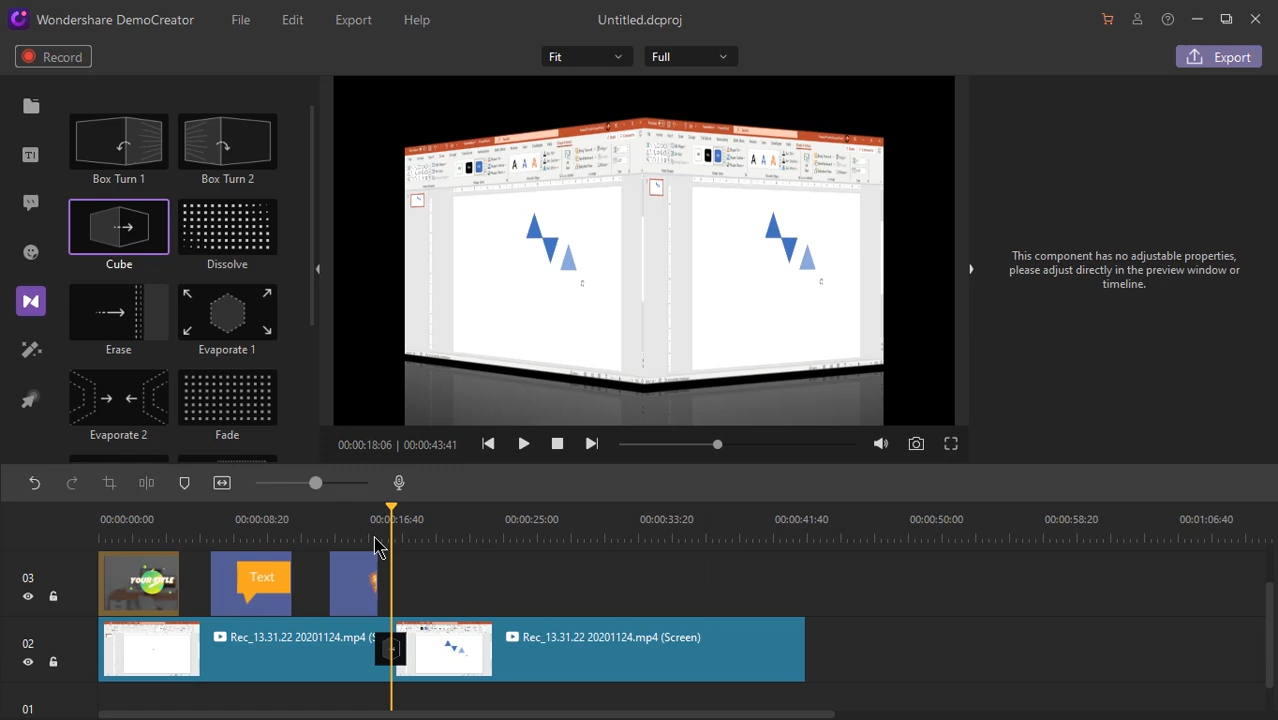 Wondershare DemoCreator
File
Edit
Export
Help
Untitled.dcproj
Record
Fit
Full
Export
Box Turn 1
Box Turn 2
Cube
Dissolve
Erase
Evaporate 1
Evaporate 2
Fade
This component has no adjustable properties,
please adjust directly in the preview window or
timeline.
00:00:18:06 | 00:00:43:41
00:00:00:00
00:00:08:20
00:00:16:40
00:00:25:00
00:00:33:20
00:00:41:40
00:00:50:00
00:00:58:20
00:01:06:40
03
YOUR STYLE
Text
02
Rec_13.31.22 20201124.mp4 (S
Rec_13.31.22 20201124.mp4 (Screen)
01